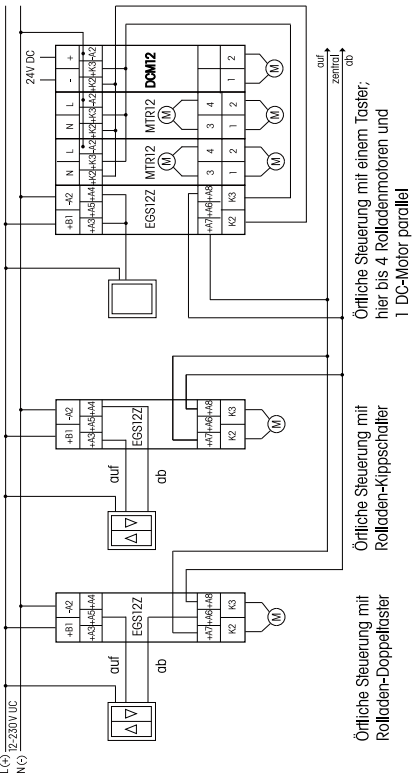 L (+)
12-230 V UC
N (-)
+B1 -A2
+A3 +A5 +A4
EGS12Z
+A7 +A6 +A8
K2 K3
M
auf
ab
Örtliche Steuerung mit
Rolladen-Doppeltaster
+B1 -A2
+A3 +A5 +A4
EGS12Z
+A7 +A6 +A8
K2 K3
M
auf
ab
Örtliche Steuerung mit
Rolladen-Kippschalter
+B1 -A2
+A3 +A5 +A4
EGS12Z
+A7 +A6 +A8
K2 K3
N L
+K2 +K3 -A2
MTR12
M
3 4
1 2
M
N L
+K2 +K3 -A2
MTR12
M
3 4
1 2
M
24V DC
- +
+K2 +K3 -A2
DCM12
1 2
M
auf
zentral
ab
Örtliche Steuerung mit einem Taster;
hier bis 4 Rolladenmotoren und
1 DC-Motor parallel